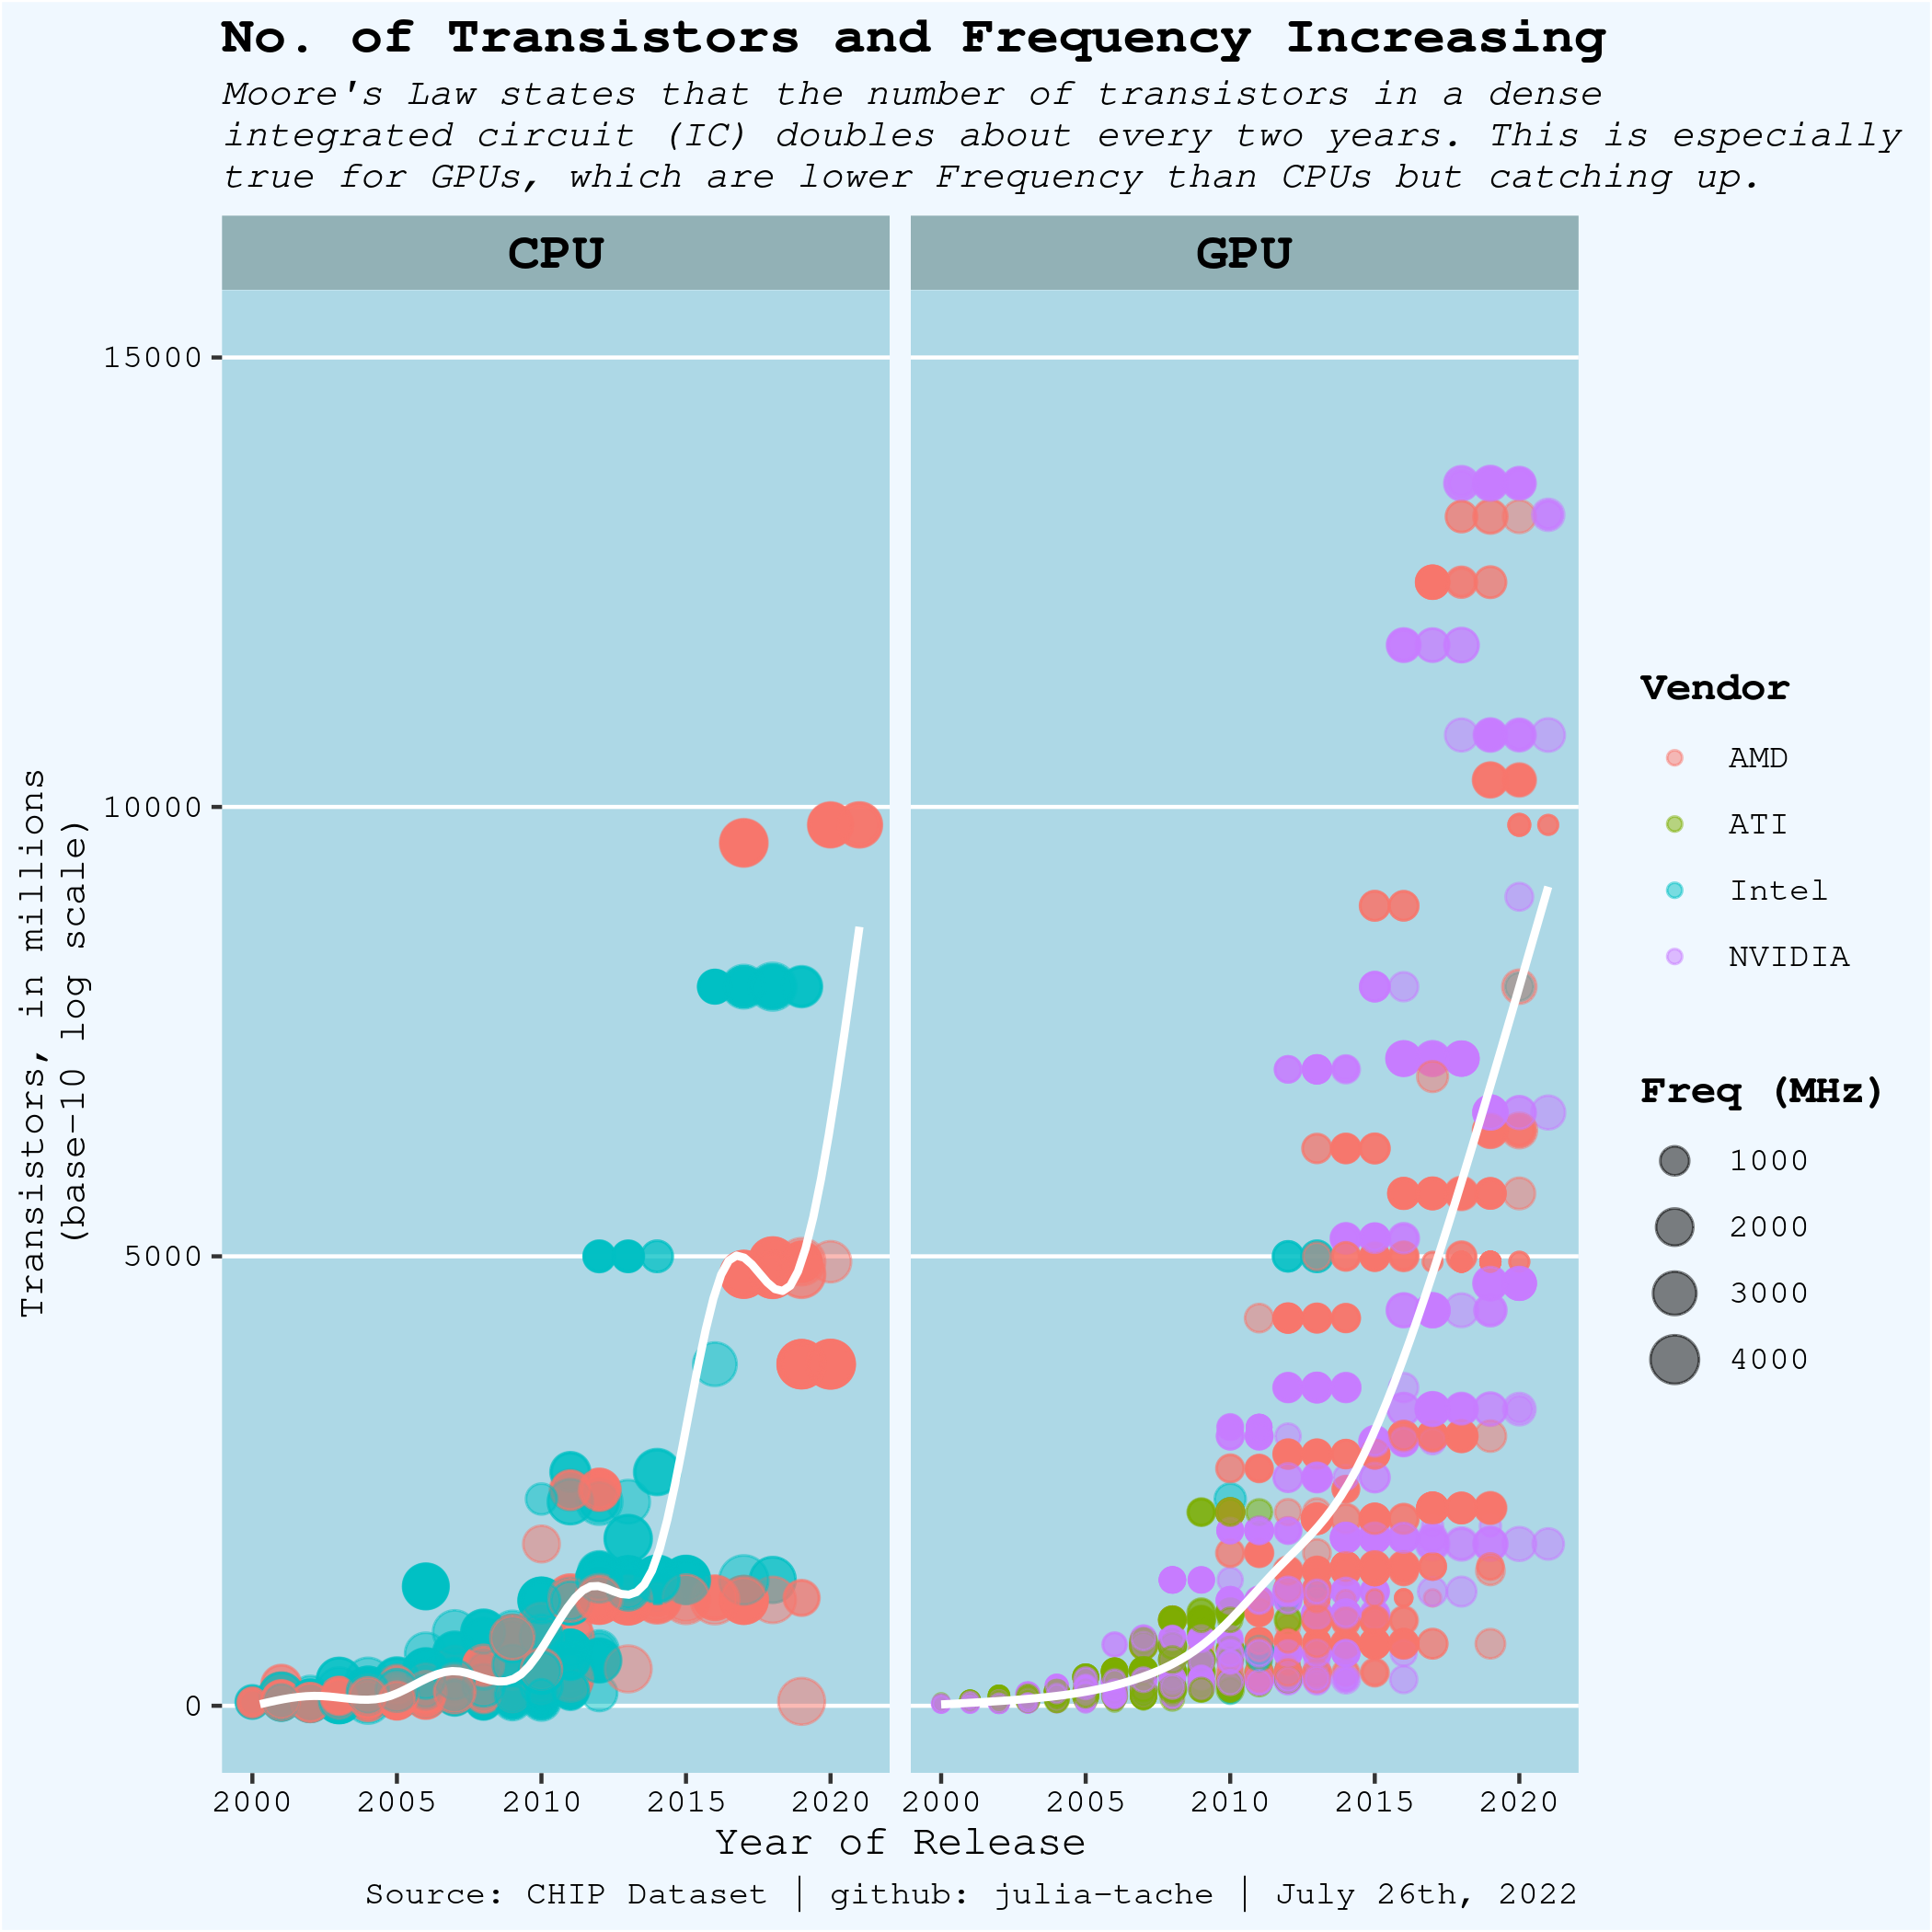 No. of Transistors and Frequency Increasing
Moore's Law states that the number of transistors in a dense
integrated circuit (IC) doubles about every two years. This is especially
true for GPUs, which are lower Frequency than CPUs but catching up.
CPU
GPU
15000
10000
5000
0
Transistors, in millions
(base-10 log scale)
2000 2005 2010 2015 2020
2000 2005 2010 2015 2020
Year of Release
Vendor
AMD
ATI
Intel
NVIDIA
Freq (MHz)
1000
2000
3000
4000
Source: CHIP Dataset | github: julia-tache | July 26th, 2022